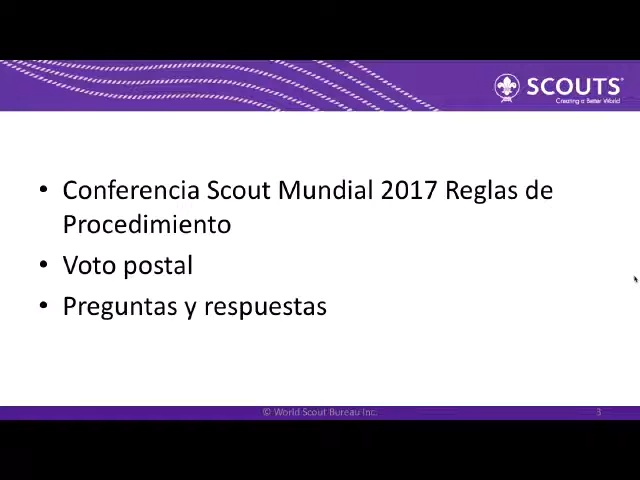 SCOUTS®
Creating a Better World
• Conferencia Scout Mundial 2017 Reglas de
Procedimiento
• Voto postal
• Preguntas y respuestas
© World Scout Bureau Inc.
3